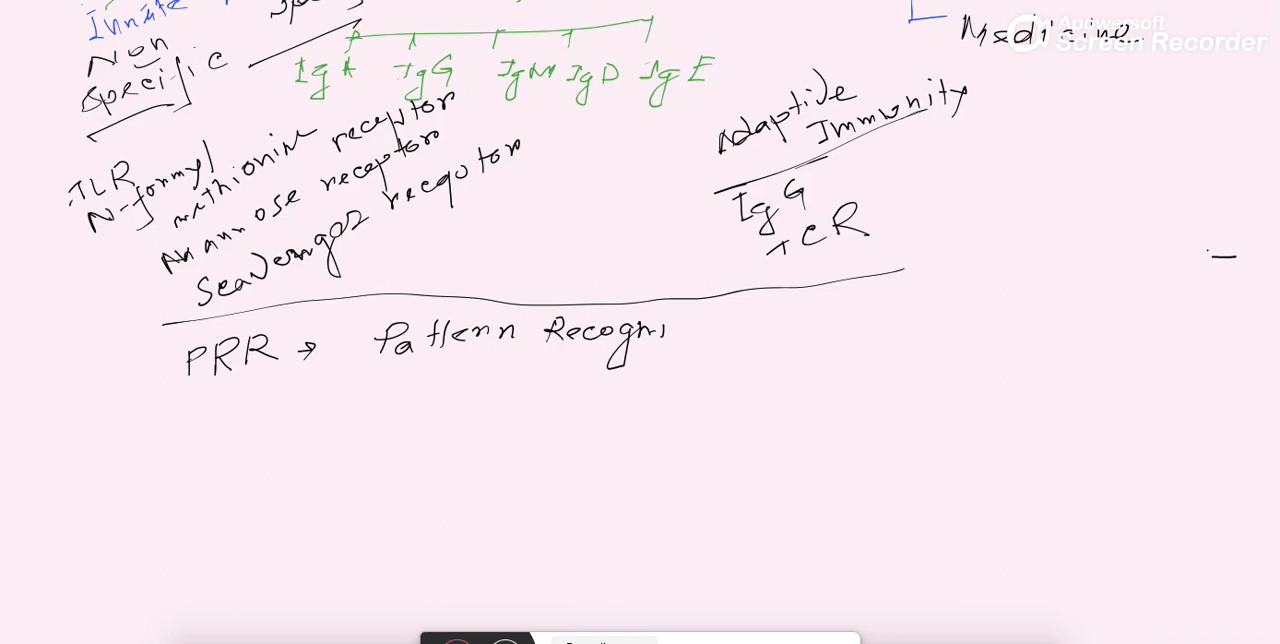 Innate
Non
Specific
IgA IgG IgM IgD IgE
Medicine
Apowersoft
Screen Recorder
Adaptive
Immunity
TLR
N-formyl
methionine receptor
Mannose receptor
Scavenger receptor
IgG
TCR
PRR → Pattern Recogni